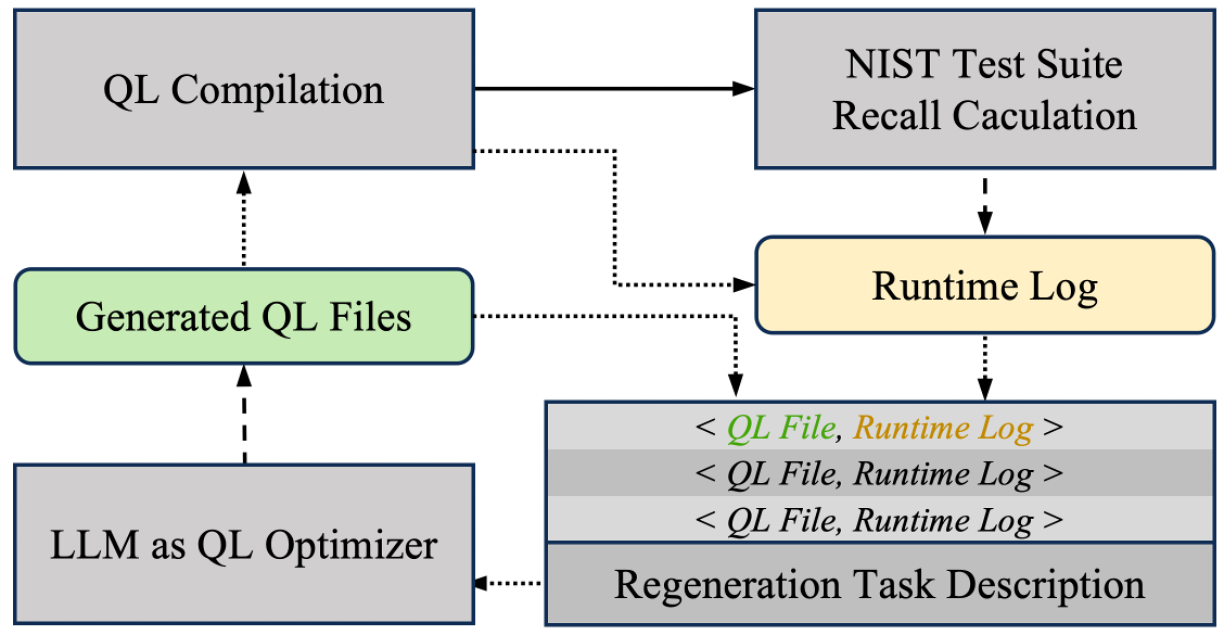 QL Compilation
NIST Test Suite
Recall Caculation
Generated QL Files
Runtime Log
< QL File, Runtime Log >
< QL File, Runtime Log >
< QL File, Runtime Log >
LLM as QL Optimizer
Regeneration Task Description